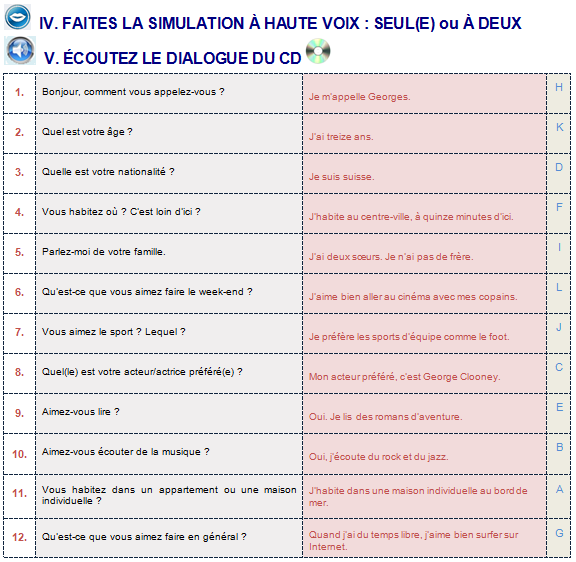 IV. FAITES LA SIMULATION À HAUTE VOIX : SEUL(E) ou À DEUX
V. ÉCOUTEZ LE DIALOGUE DU CD
1. Bonjour, comment vous appelez-vous ? Je m'appelle Georges. H
2. Quel est votre âge ? J'ai treize ans. K
3. Quelle est votre nationalité ? Je suis suisse. D
4. Vous habitez où ? C'est loin d'ici ? J'habite au centre-ville, à quinze minutes d'ici. F
5. Parlez-moi de votre famille. J'ai deux sœurs. Je n'ai pas de frère. I
6. Qu'est-ce que vous aimez faire le week-end ? J'aime bien aller au cinéma avec mes copains. L
7. Vous aimez le sport ? Lequel ? Je préfère les sports d'équipe comme le foot. J
8. Quel(le) est votre acteur/actrice préféré(e) ? Mon acteur préféré, c'est George Clooney. C
9. Aimez-vous lire ? Oui. Je lis des romans d'aventure. E
10. Aimez-vous écouter de la musique ? Oui, j'écoute du rock et du jazz. B
11. Vous habitez dans un appartement ou une maison
individuelle ?
J'habite dans une maison individuelle au bord de
mer.
A
12. Qu'est-ce que vous aimez faire en général ?
Quand j'ai du temps libre, j'aime bien surfer sur
Internet.
G